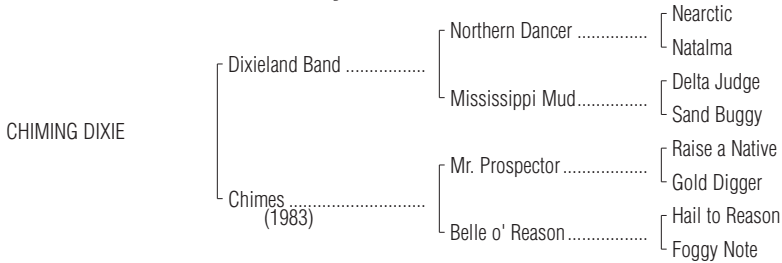 Nearctic
Northern Dancer ...............
Natalma
Dixieland Band .................
Delta Judge
Mississippi Mud...............
Sand Buggy
CHIMING DIXIE
Raise a Native
Mr. Prospector..................
Gold Digger
Chimes .............................
(1983)
Hail to Reason
Belle o' Reason.................
Foggy Note